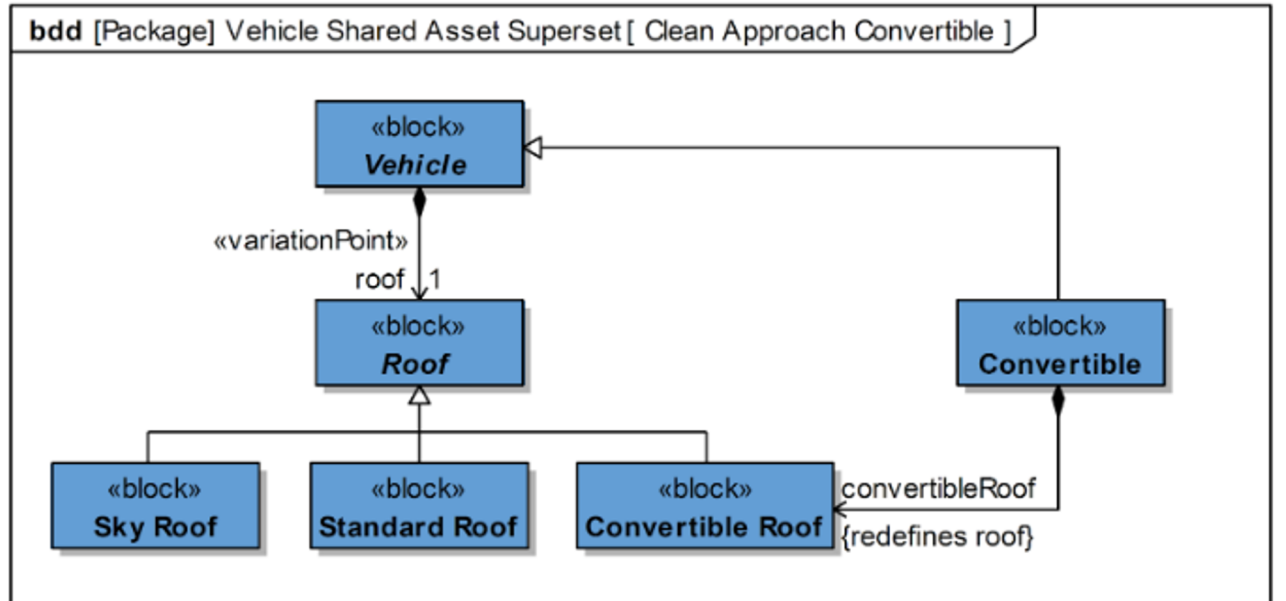 bdd [Package] Vehicle Shared Asset Superset [ Clean Approach Convertible ]
«block»
Vehicle
«variationPoint»
roof 1
«block»
Roof
«block»
Convertible
«block»
Sky Roof
«block»
Standard Roof
«block»
Convertible Roof
convertibleRoof
{redefines roof}